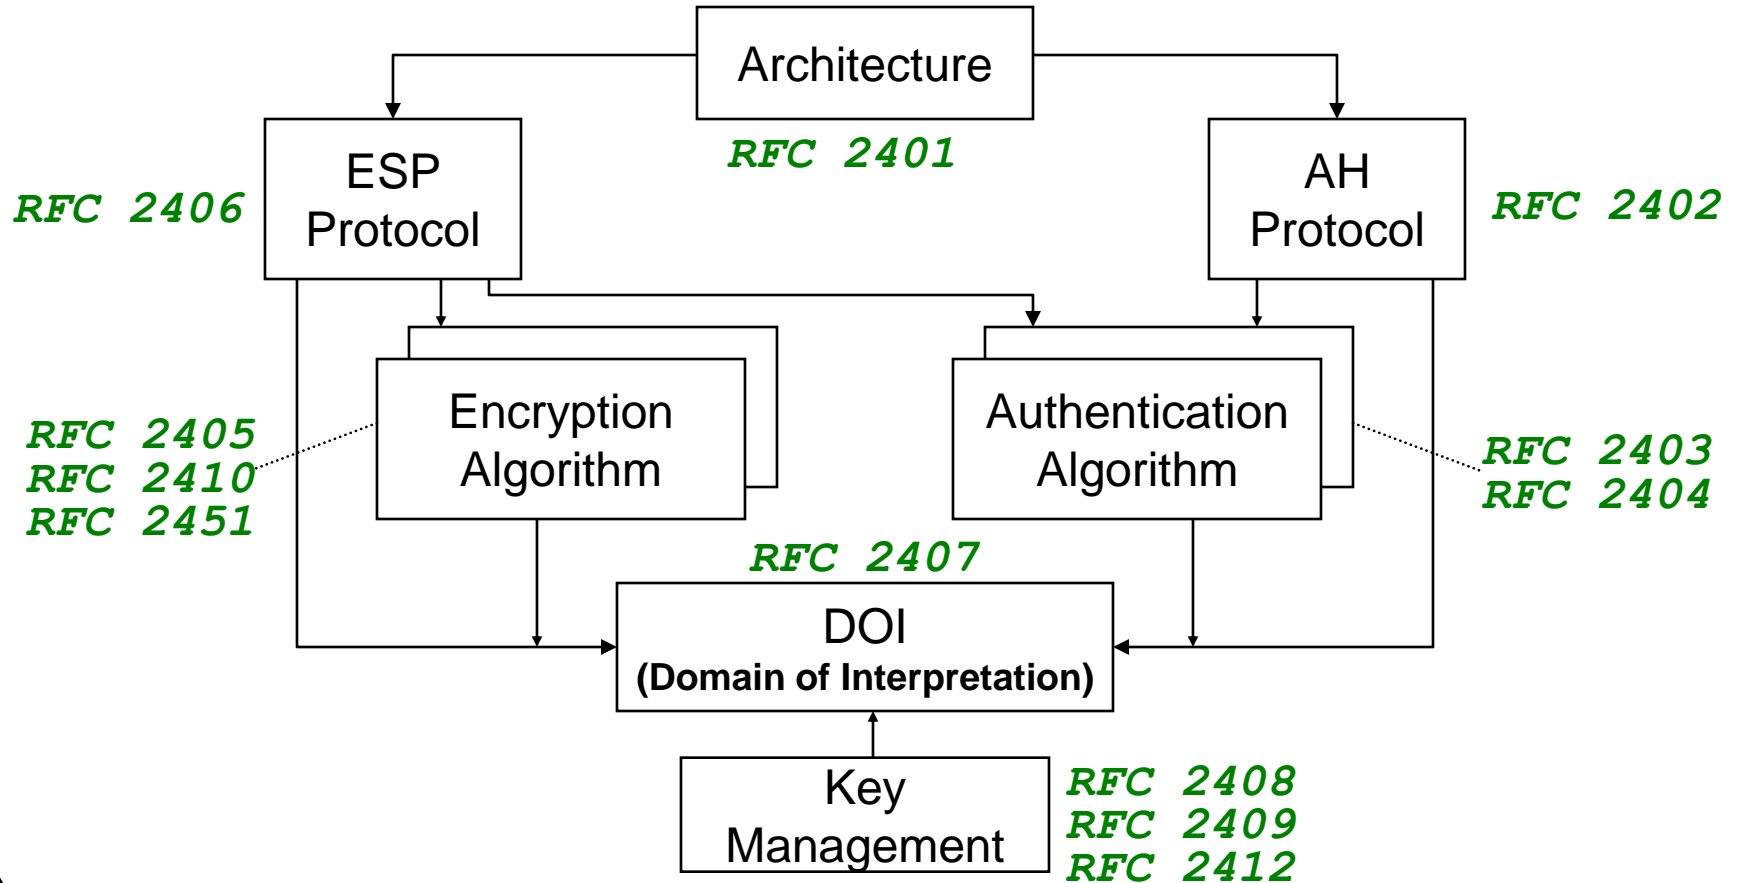 Architecture
RFC 2401
ESP
Protocol
RFC 2406
AH
Protocol
RFC 2402
Encryption
Algorithm
RFC 2405
RFC 2410
RFC 2451
Authentication
Algorithm
RFC 2403
RFC 2404
RFC 2407
DOI
(Domain of Interpretation)
Key
Management
RFC 2408
RFC 2409
RFC 2412